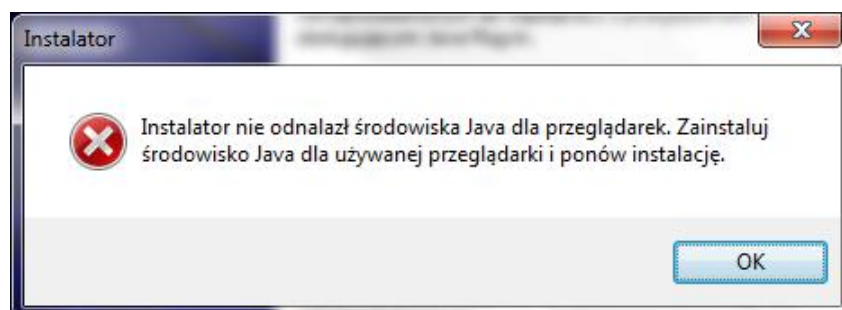 Instalator
Instalator nie odnalazł środowiska Java dla przeglądarek. Zainstaluj
środowisko Java dla używanej przeglądarki i ponów instalację.
OK